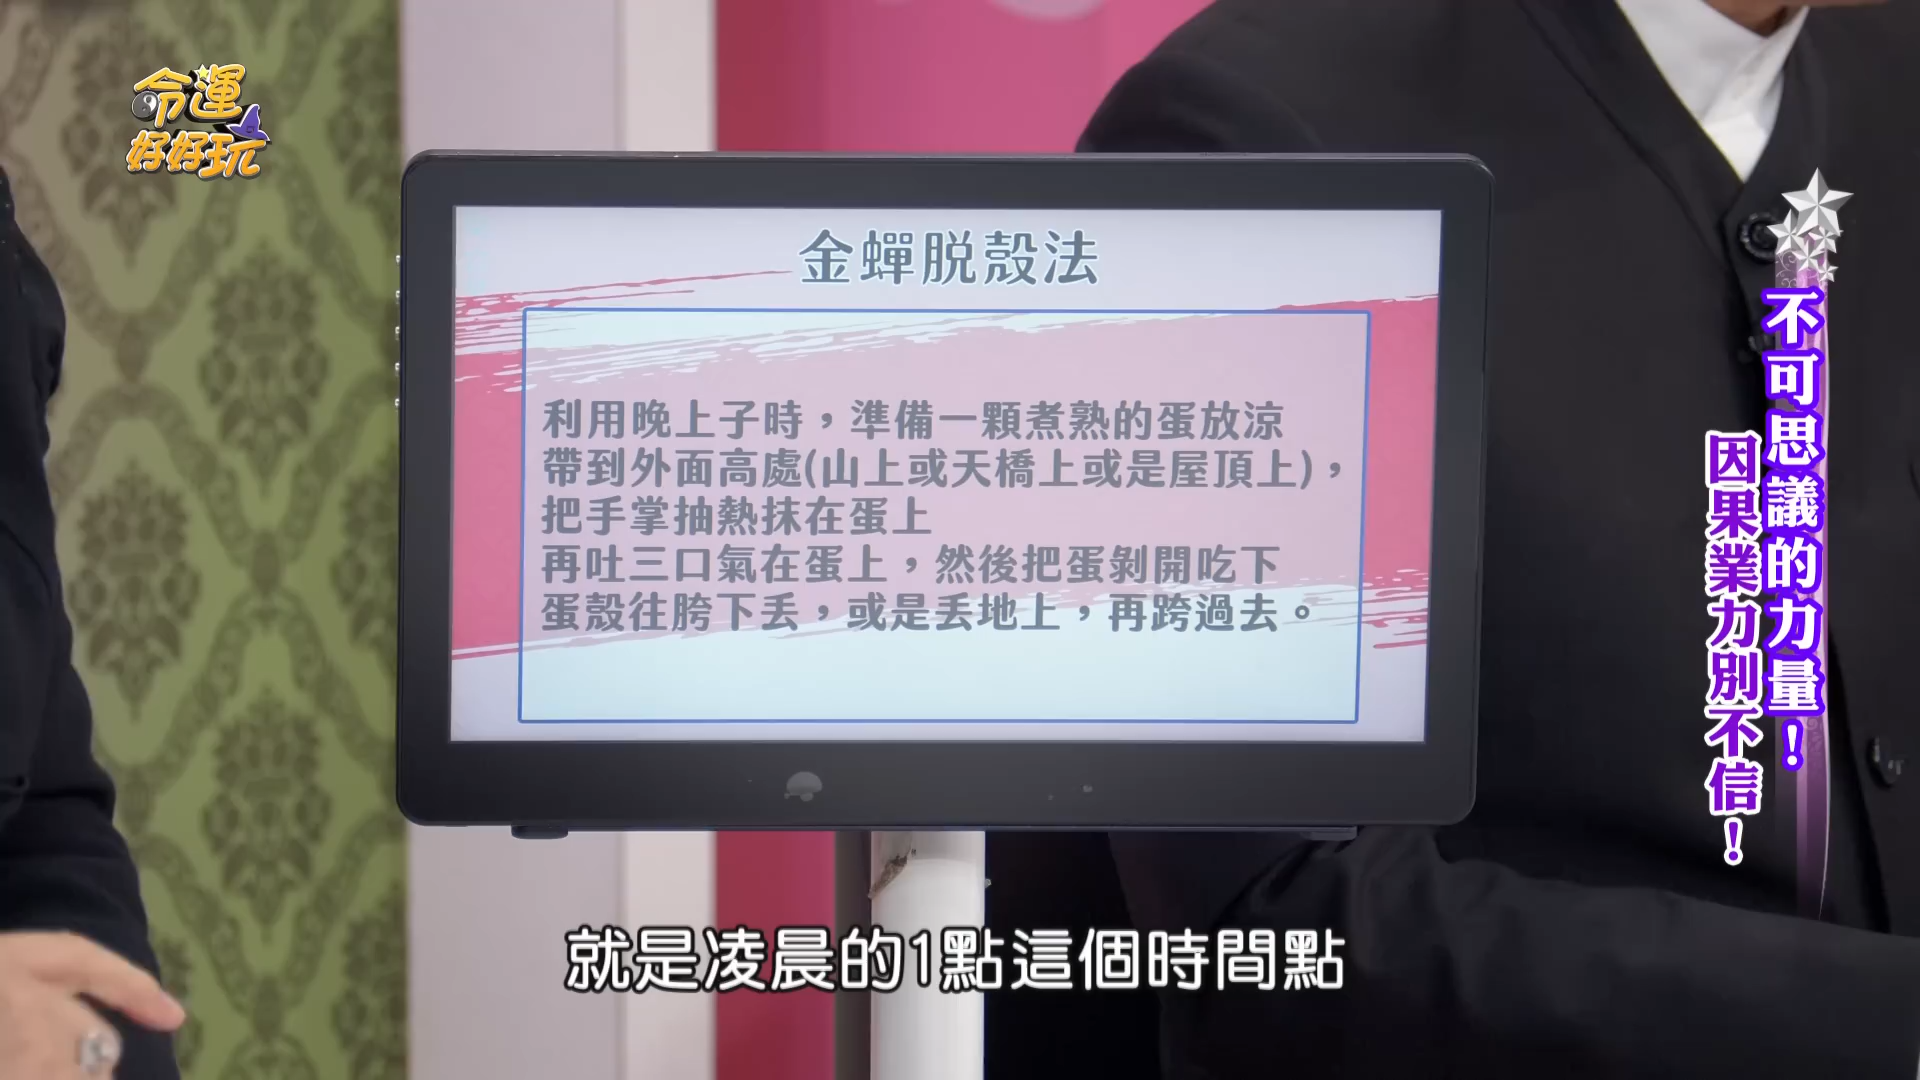 命運
好好玩
金蟬脫殼法
利用晚上子時，準備一顆煮熟的蛋放涼
帶到外面高處(山上或天橋上或是屋頂上)，
把手掌抽熱抹在蛋上
再吐三口氣在蛋上，然後把蛋剝開吃下
蛋殼往胯下丟，或是丟地上，再跨過去。
不可思議的力量！
因果業力別不信！
就是凌晨的1點這個時間點